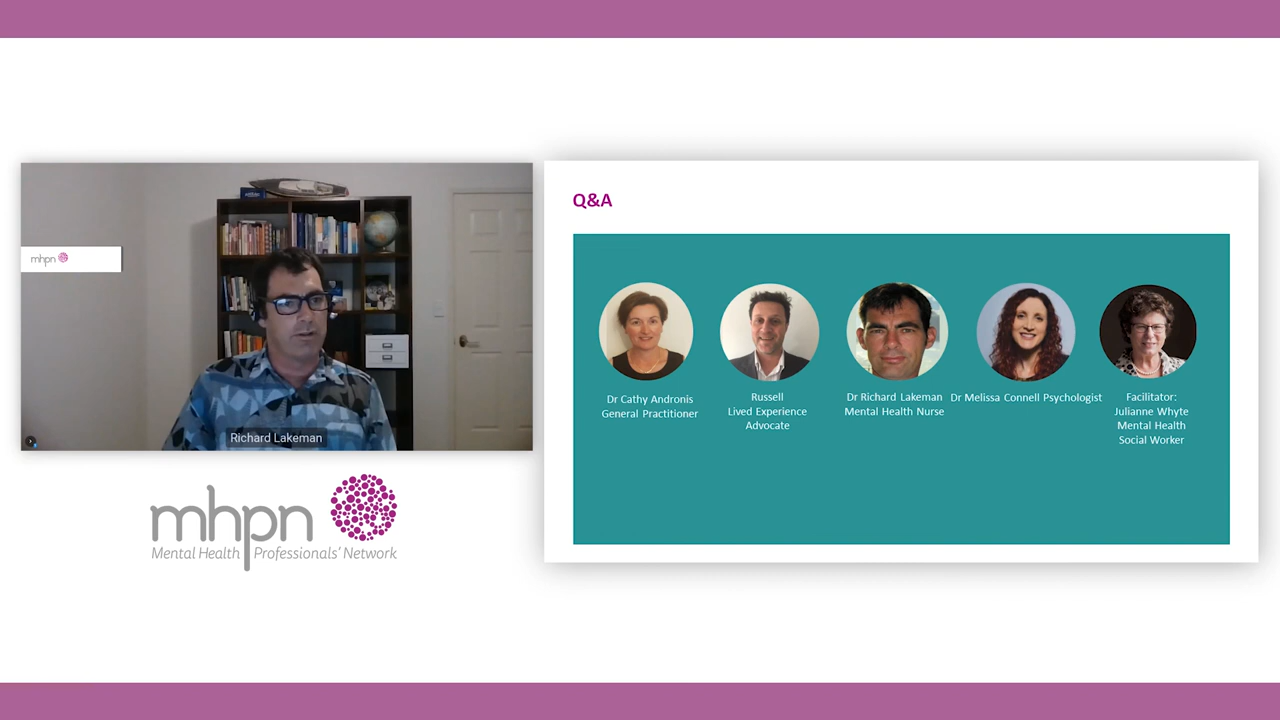 mhpn
Richard Lakeman
mhpn
Mental Health Professionals' Network
Q&A
Dr Cathy Andronis
General Practitioner
Russell
Lived Experience
Advocate
Dr Richard Lakeman
Mental Health Nurse
Dr Melissa Connell Psychologist
Facilitator:
Julianne Whyte
Mental Health
Social Worker